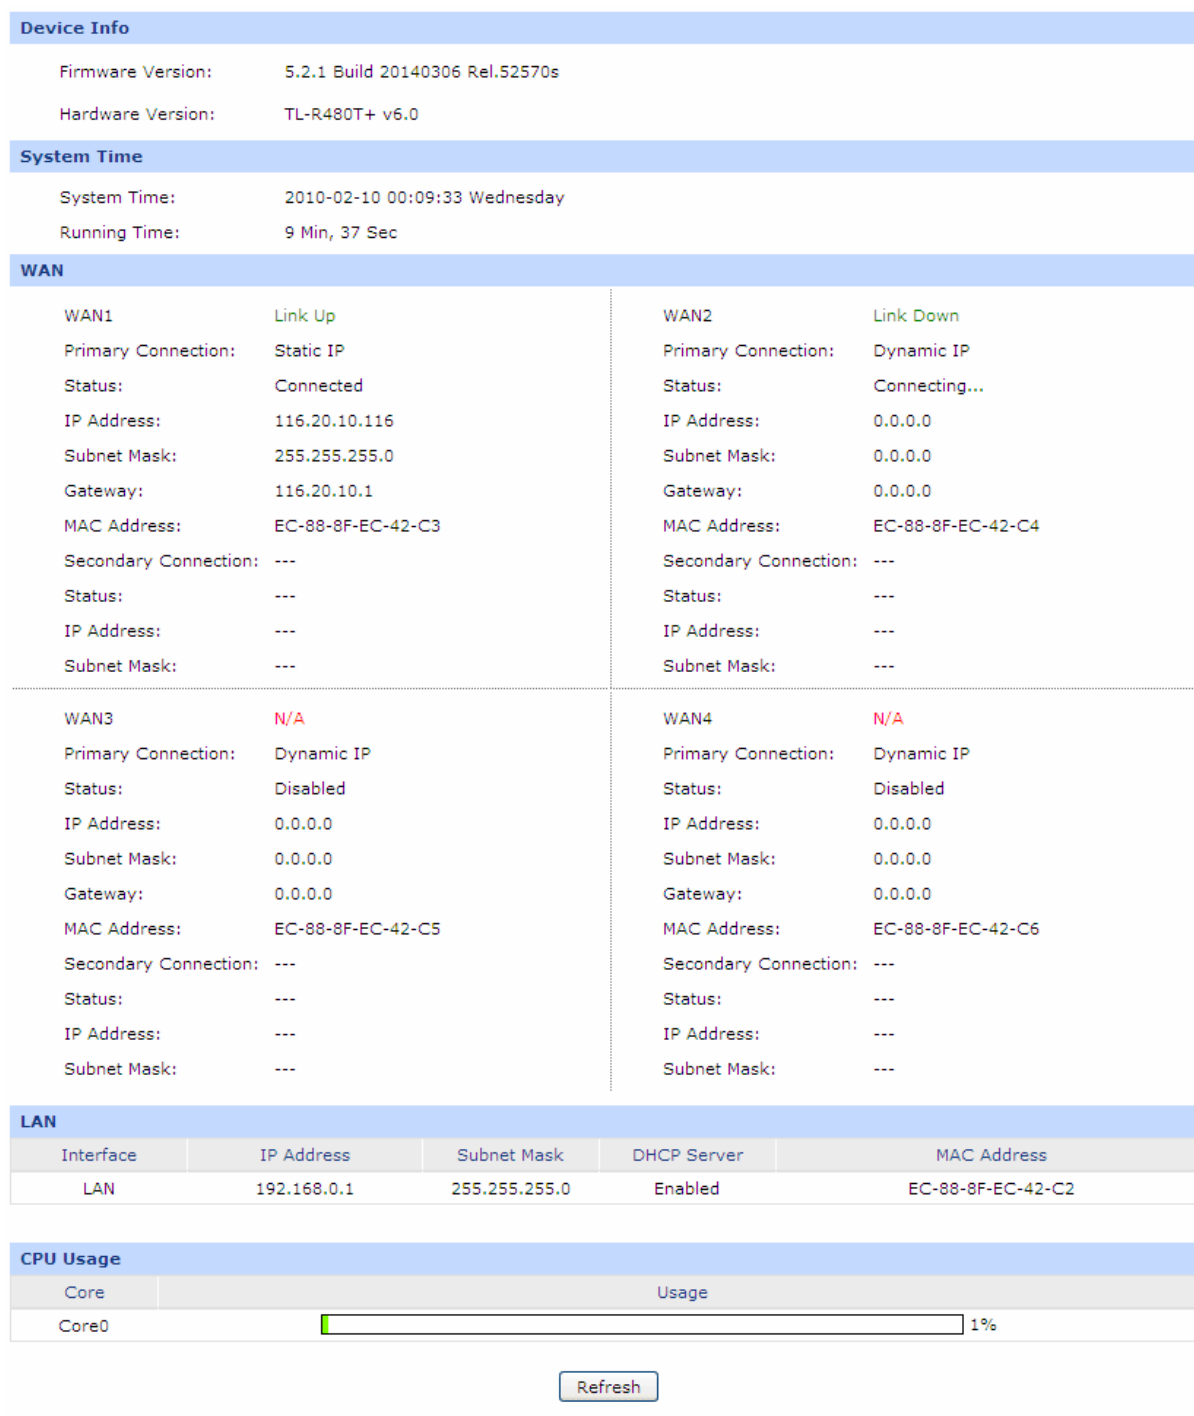 Device Info
Firmware Version: 5.2.1 Build 20140306 Rel.52570s
Hardware Version: TL-R480T+ v6.0
System Time
System Time: 2010-02-10 00:09:33 Wednesday
Running Time: 9 Min, 37 Sec
WAN
WAN1 Link Up
Primary Connection: Static IP
Status: Connected
IP Address: 116.20.10.116
Subnet Mask: 255.255.255.0
Gateway: 116.20.10.1
MAC Address: EC-88-8F-EC-42-C3
Secondary Connection: ---
Status: ---
IP Address: ---
Subnet Mask: ---
WAN2 Link Down
Primary Connection: Dynamic IP
Status: Connecting...
IP Address: 0.0.0.0
Subnet Mask: 0.0.0.0
Gateway: 0.0.0.0
MAC Address: EC-88-8F-EC-42-C4
Secondary Connection: ---
Status: ---
IP Address: ---
Subnet Mask: ---
WAN3 N/A
Primary Connection: Dynamic IP
Status: Disabled
IP Address: 0.0.0.0
Subnet Mask: 0.0.0.0
Gateway: 0.0.0.0
MAC Address: EC-88-8F-EC-42-C5
Secondary Connection: ---
Status: ---
IP Address: ---
Subnet Mask: ---
WAN4 N/A
Primary Connection: Dynamic IP
Status: Disabled
IP Address: 0.0.0.0
Subnet Mask: 0.0.0.0
Gateway: 0.0.0.0
MAC Address: EC-88-8F-EC-42-C6
Secondary Connection: ---
Status: ---
IP Address: ---
Subnet Mask: ---
LAN
Interface IP Address Subnet Mask DHCP Server MAC Address
LAN 192.168.0.1 255.255.255.0 Enabled EC-88-8F-EC-42-C2
CPU Usage
Core Usage
Core0 1%
Refresh